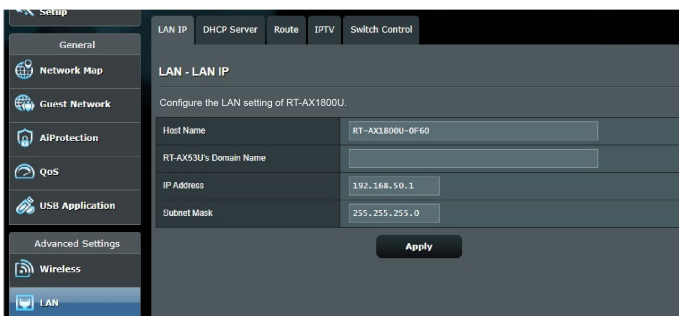 Setup
General
Network Map
Guest Network
AiProtection
QoS
USB Application
Advanced Settings
Wireless
LAN
LAN IP DHCP Server Route IPTV Switch Control
LAN - LAN IP
Configure the LAN setting of RT-AX1800U.
Host Name RT-AX1800U-0F60
RT-AX53U's Domain Name
IP Address 192.168.50.1
Subnet Mask 255.255.255.0
Apply